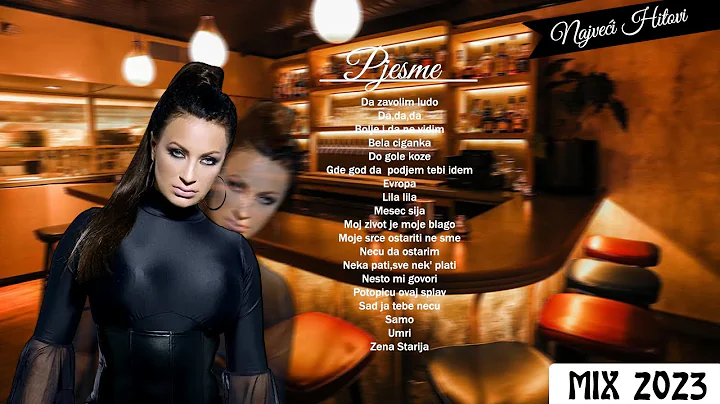 Najveći Hitovi
Pjesme
Da zavolim ludo
Da,da,da
Bolje i da ne vidim
Bela ciganka
Do gole koze
Gde god da podjem tebi idem
Evropa
Lila lila
Mesec sija
Moj zivot je moje blago
Moje srce ostariti ne sme
Necu da ostarim
Neka pati,sve nek' plati
Nesto mi govori
Potopicu ovaj splav
Sad ja tebe necu
Samo
Umri
Zena Starija
MIX 2023